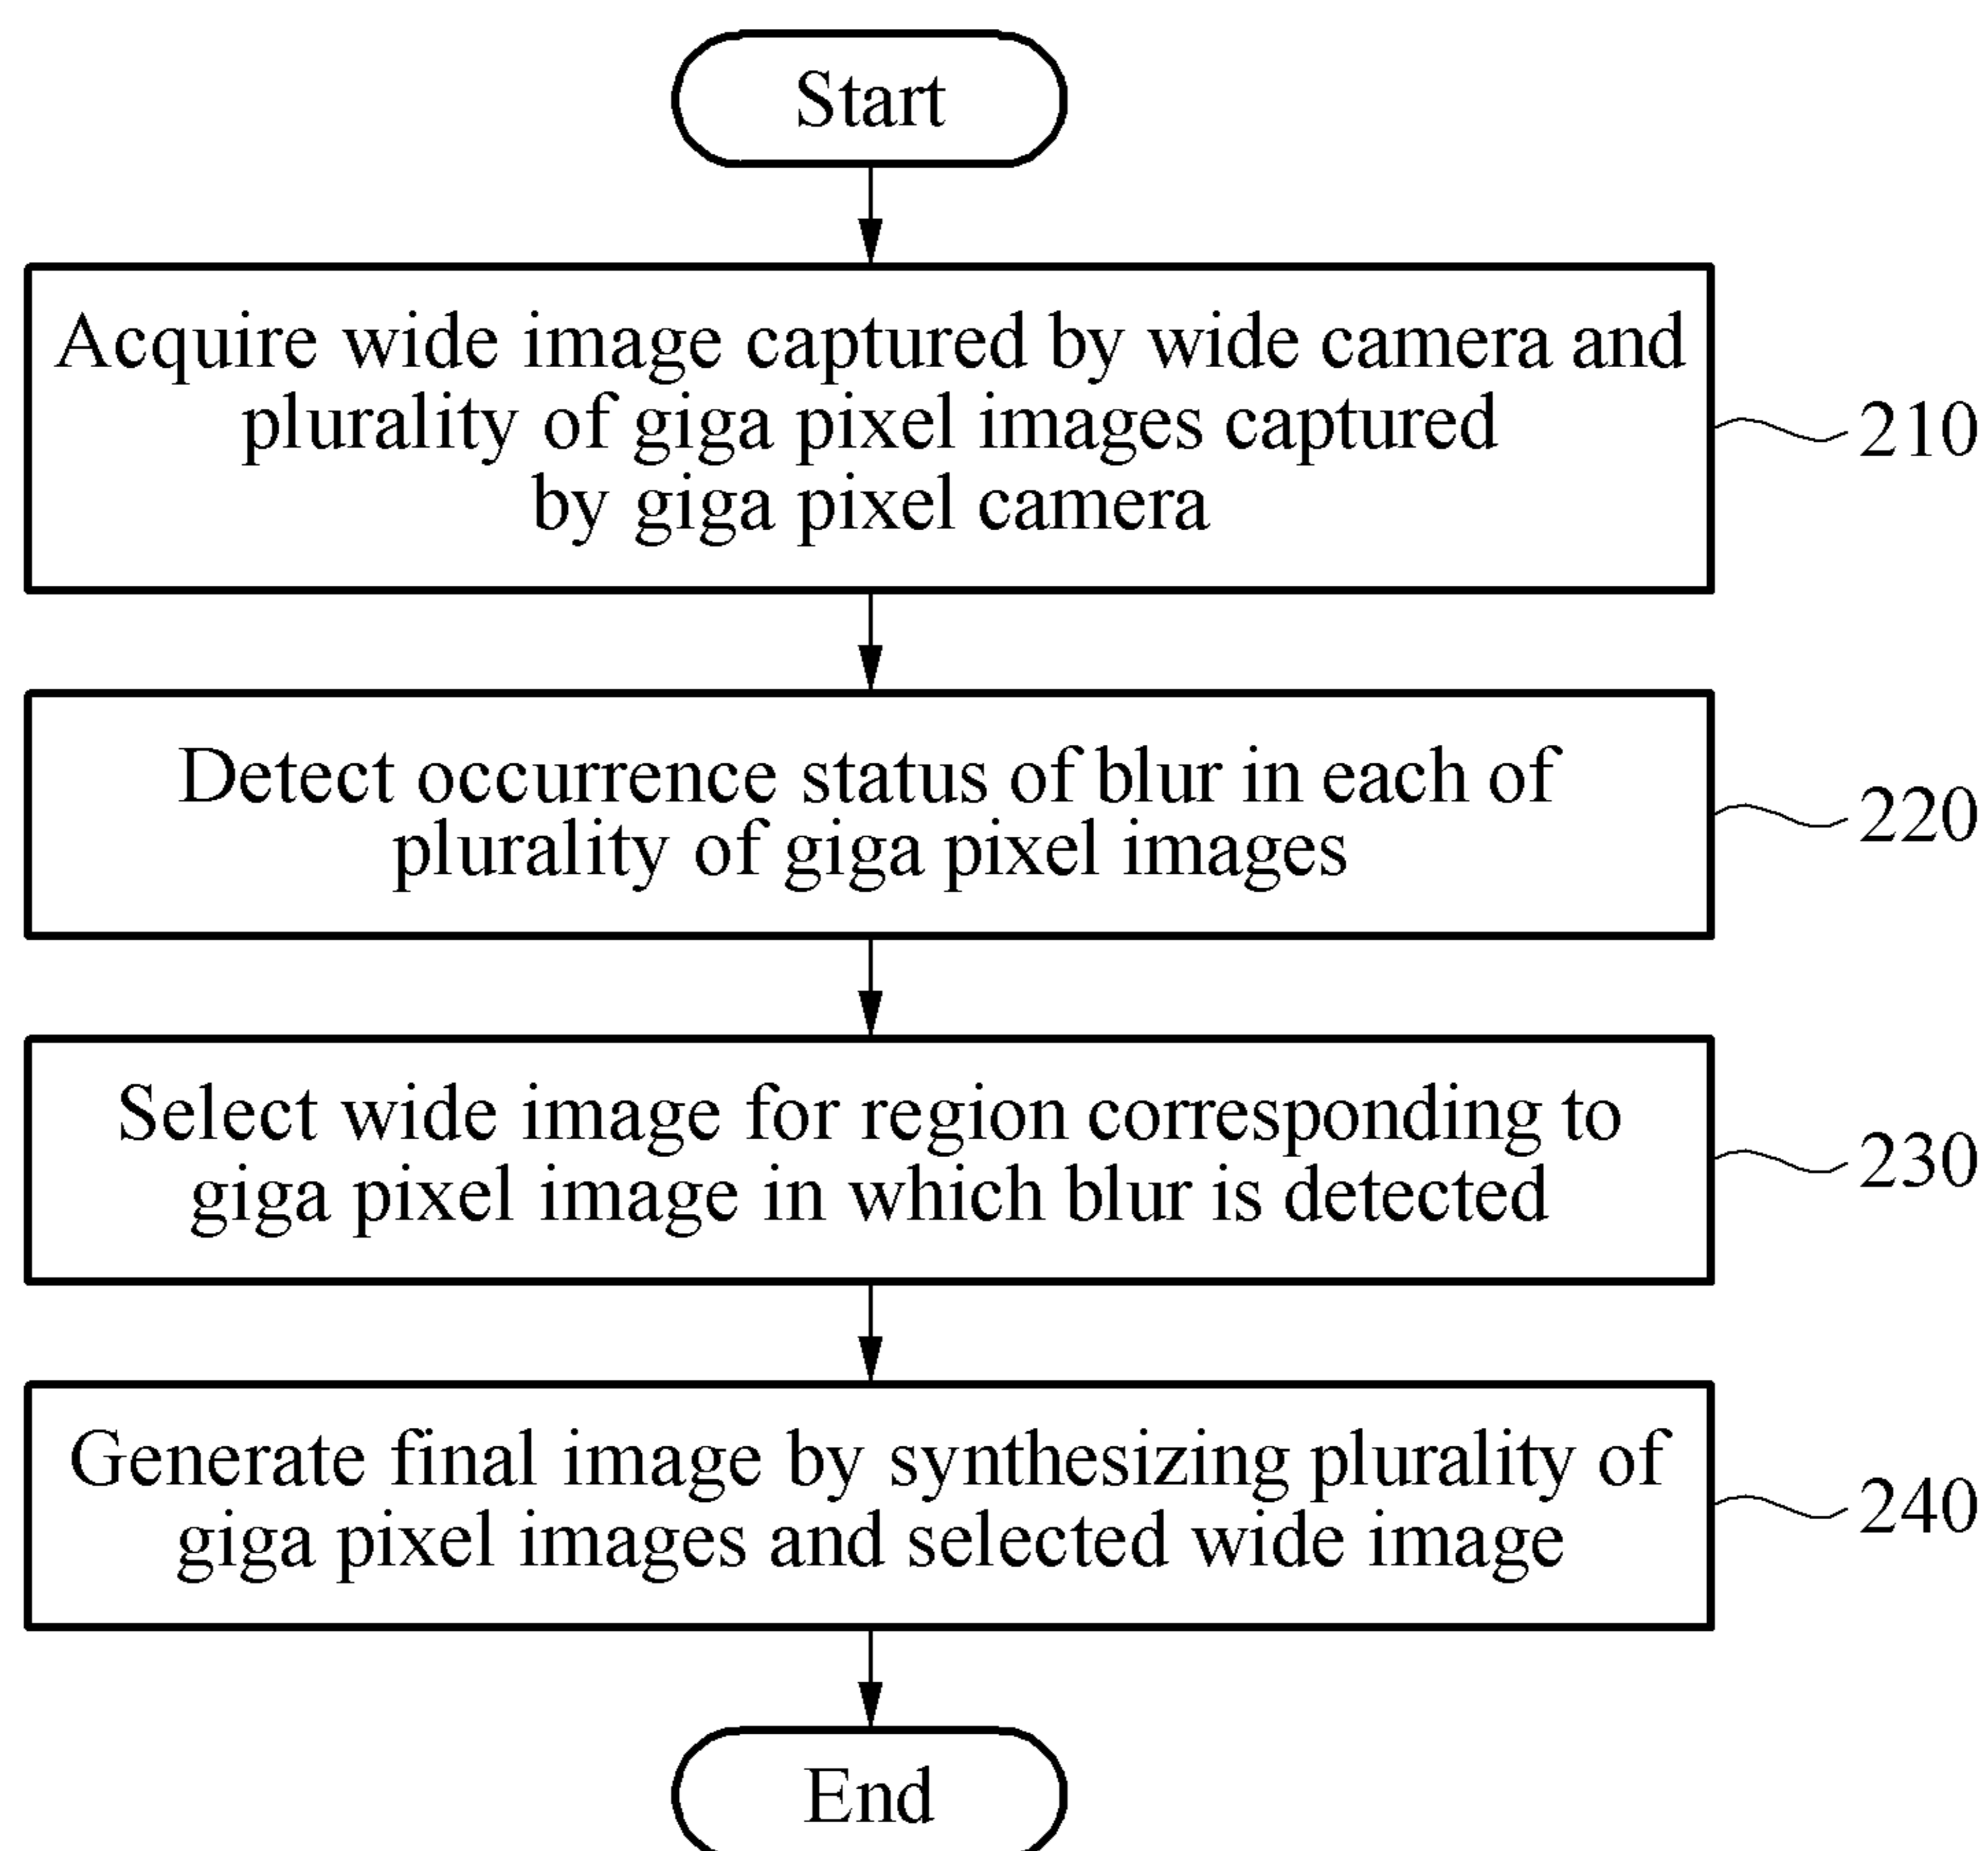 Start
Acquire wide image captured by wide camera and
plurality of giga pixel images captured
by giga pixel camera
210
Detect occurrence status of blur in each of
plurality of giga pixel images
220
Select wide image for region corresponding to
giga pixel image in which blur is detected
230
Generate final image by synthesizing plurality of
giga pixel images and selected wide image
240
End